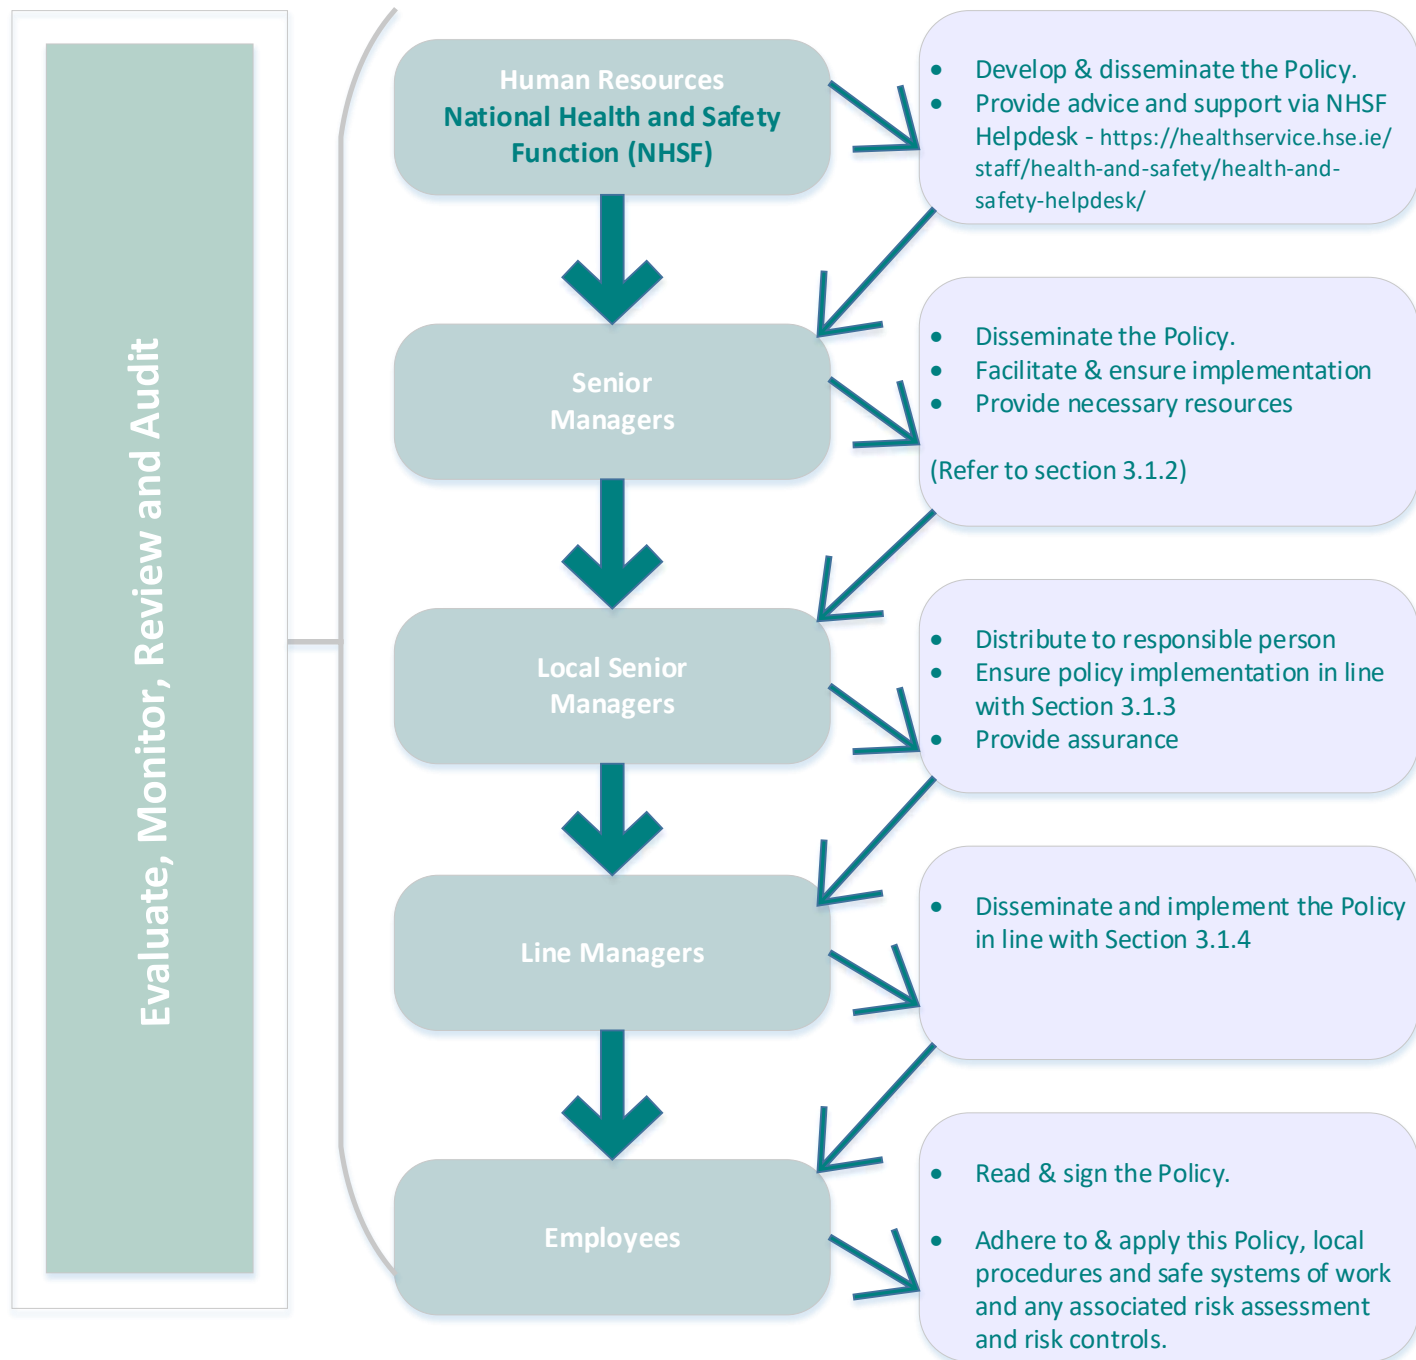 Evaluate, Monitor, Review and Audit
Human Resources
National Health and Safety
Function (NHSF)
• Develop & disseminate the Policy.
• Provide advice and support via NHSF
Helpdesk - https://healthservice.hse.ie/
staff/health-and-safety/health-and-
safety-helpdesk/
Senior
Managers
• Disseminate the Policy.
• Facilitate & ensure implementation
• Provide necessary resources
(Refer to section 3.1.2)
Local Senior
Managers
• Distribute to responsible person
• Ensure policy implementation in line
with Section 3.1.3
• Provide assurance
Line Managers
• Disseminate and implement the Policy
in line with Section 3.1.4
Employees
• Read & sign the Policy.
• Adhere to & apply this Policy, local
procedures and safe systems of work
and any associated risk assessment
and risk controls.